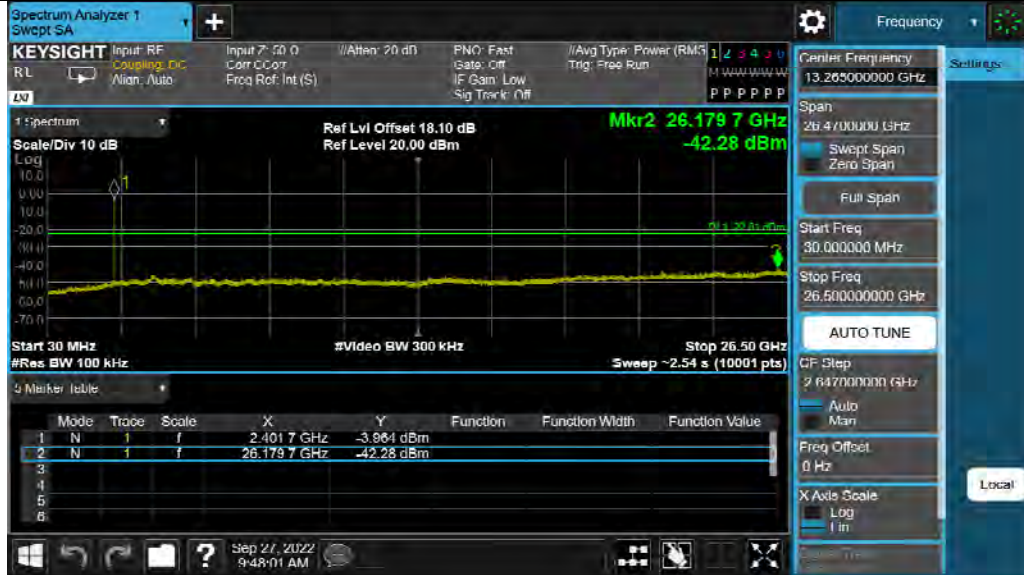 Spectrum Analyzer 1
Swept SA
+
Frequency
KEYSIGHT
RL
LXI
Input: RF
Coupling: DC
Align: Auto
Input Z: 50 Ω
Corr CCorr
Freq Ref: Int (S)
#Atten: 20 dB
PNO: Fast
Gate: Off
IF Gain: Low
Sig Track: Off
#Avg Type: Power (RMS
Trig: Free Run
1 2 3 4 5 6
M W W W W W
P P P P P P
1 Spectrum
Scale/Div 10 dB
Log
Ref Lvl Offset 18.10 dB
Ref Level 20.00 dBm
Mkr2 26.179 7 GHz
-42.28 dBm
10.0
0.00
-10.0
-20.0
-30.0
-40.0
-50.0
-60.0
-70.0
1
2
Start 30 MHz
#Res BW 100 kHz
#Video BW 300 kHz
Stop 26.50 GHz
Sweep ~2.54 s (10001 pts)
5 Marker Table
Mode Trace Scale X Y Function Function Width Function Value
1 N 1 f 2.401 7 GHz -3.964 dBm
2 N 1 f 26.179 7 GHz -42.28 dBm
3
4
5
6
Sep 27, 2022
9:48:01 AM
?
Center Frequency
13.265000000 GHz
Settings
Span
26.4700000 GHz
Swept Span
Zero Span
Full Span
Start Freq
30.000000 MHz
Stop Freq
26.500000000 GHz
AUTO TUNE
CF Step
2.647000000 GHz
Auto
Man
Freq Offset
0 Hz
X Axis Scale
Log
Lin
Local